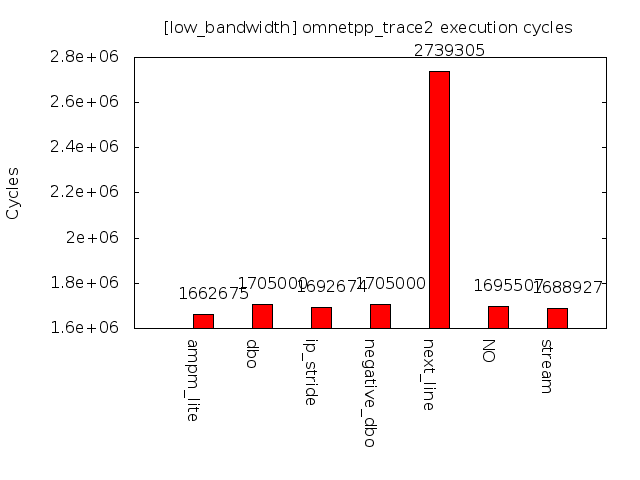 [low_bandwidth] omnetpp_trace2 execution cycles
2.8e+06
2.6e+06
2.4e+06
2.2e+06
2e+06
1.8e+06
1.6e+06
Cycles
1662675
1705000
1692674
1705000
2739305
1695507
1688927
ampm_lite
dbo
ip_stride
negative_dbo
next_line
NO
stream